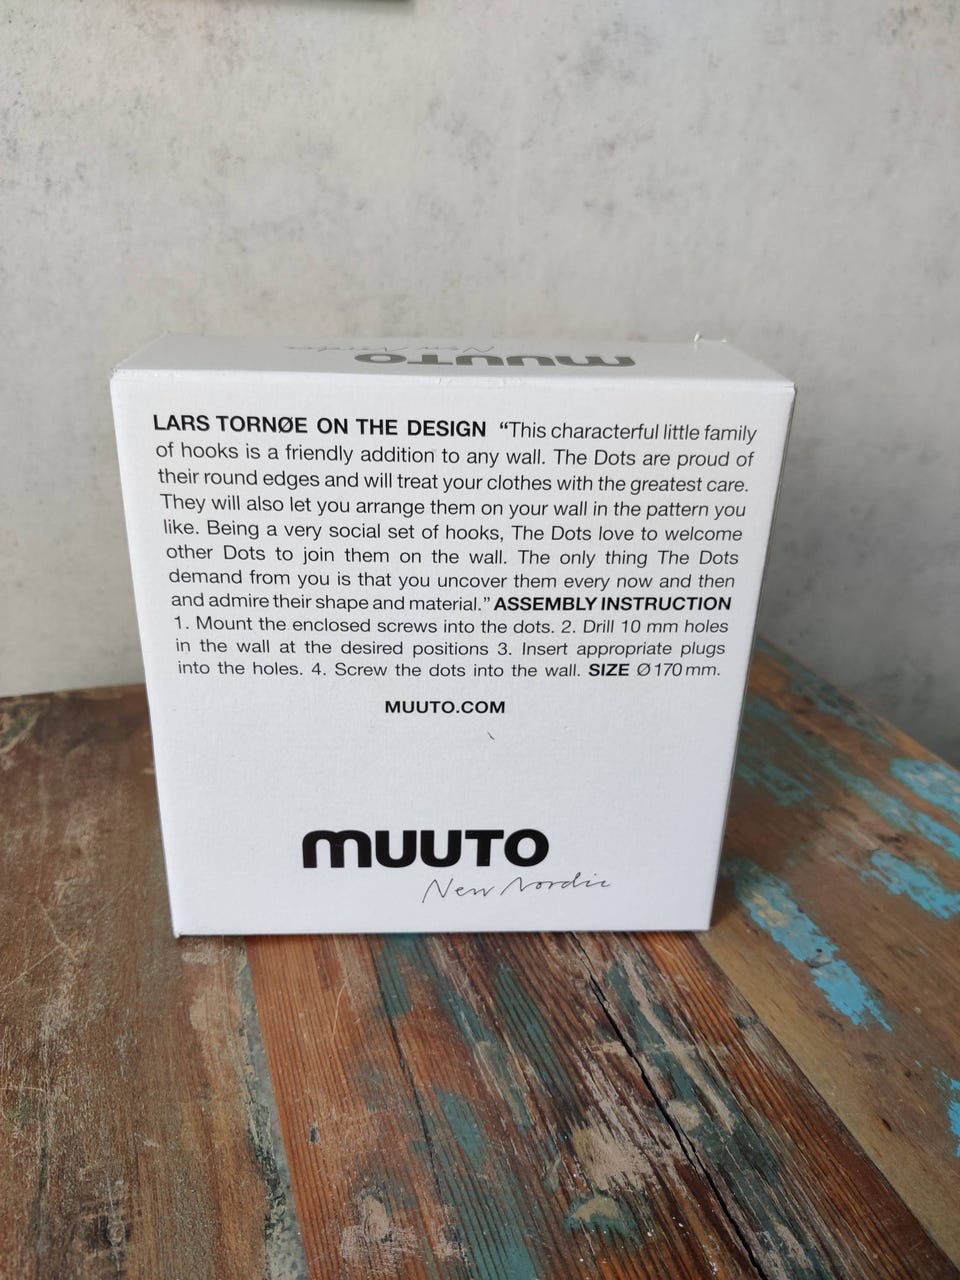 MUUTO
New Nordic
LARS TORNØE ON THE DESIGN “This characterful little family
of hooks is a friendly addition to any wall. The Dots are proud of
their round edges and will treat your clothes with the greatest care.
They will also let you arrange them on your wall in the pattern you
like. Being a very social set of hooks, The Dots love to welcome
other Dots to join them on the wall. The only thing The Dots
demand from you is that you uncover them every now and then
and admire their shape and material.” ASSEMBLY INSTRUCTION
1. Mount the enclosed screws into the dots. 2. Drill 10 mm holes
in the wall at the desired positions 3. Insert appropriate plugs
into the holes. 4. Screw the dots into the wall. SIZE Ø 170 mm.
MUUTO.COM
MUUTO
New Nordic